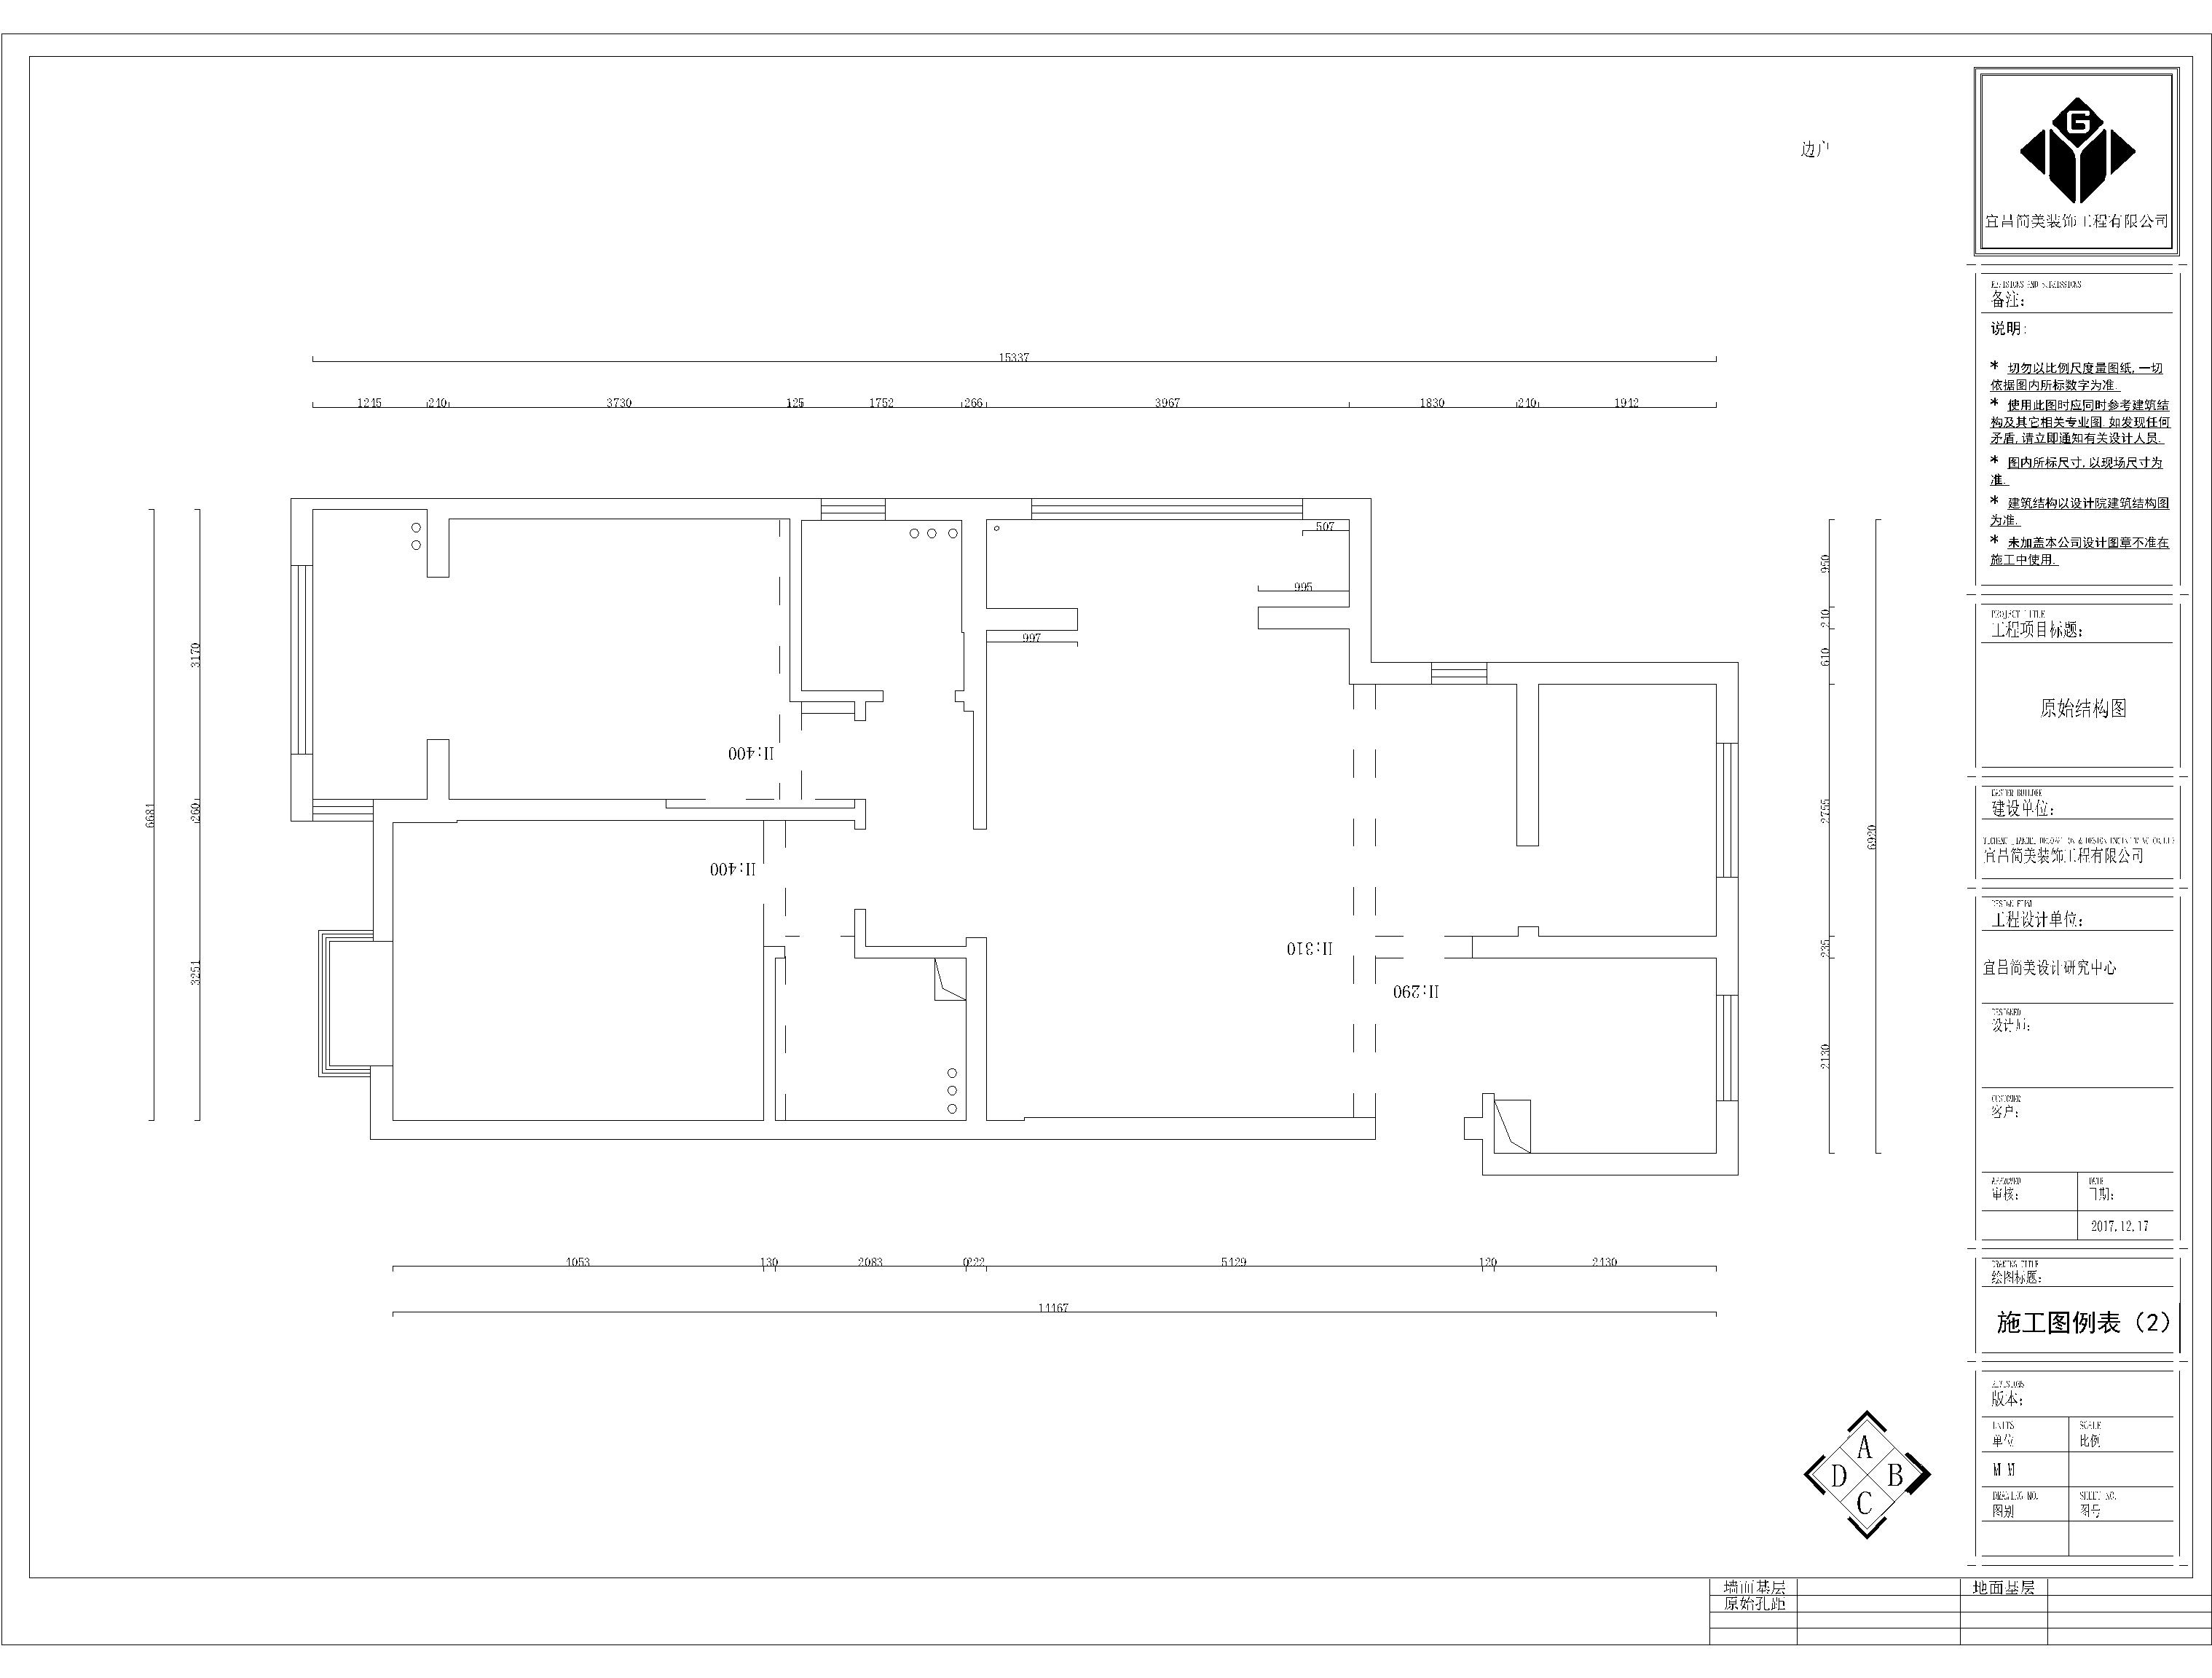 边户
G
宜昌简美装饰工程有限公司
备注:
说明:
* 切勿以比例尺度量图纸,一切
依据图内所标数字为准.
* 使用此图时应同时参考建筑结
构及其它相关专业图.如发现任何
矛盾,请立即通知有关设计人员.
* 图内所标尺寸,以现场尺寸为
准.
* 建筑结构以设计院建筑结构图
为准.
* 未加盖本公司设计图章不准在
施工中使用.
PROJECT TITLE
工程项目标题:
原始结构图
建设单位:
宜昌简美装饰工程有限公司
工程设计单位:
宜昌简美设计研究中心
DESIGNED
设计师:
CUSTOMER
客户:
APPROVED
审核:
DATE
日期:
2017.12.17
DRAWING TITLE
绘图标题:
施工图例表（2）
REVISIONS
版本:
UNITS
单位
SCALE
比例
M M
DRAWING NO.
图别
SHEET NO.
图号
15337
1245 240 3730 125 1752 266 3967 1830 240 1942
507
995
997
950
240
610
2755
235
2130
6920
3170
260
3251
6681
H:400
H:400
H:310
H:290
4053 130 2083 0222 5429 120 2430
14467
A
D B
C
墙面基层 地面基层
原始孔距